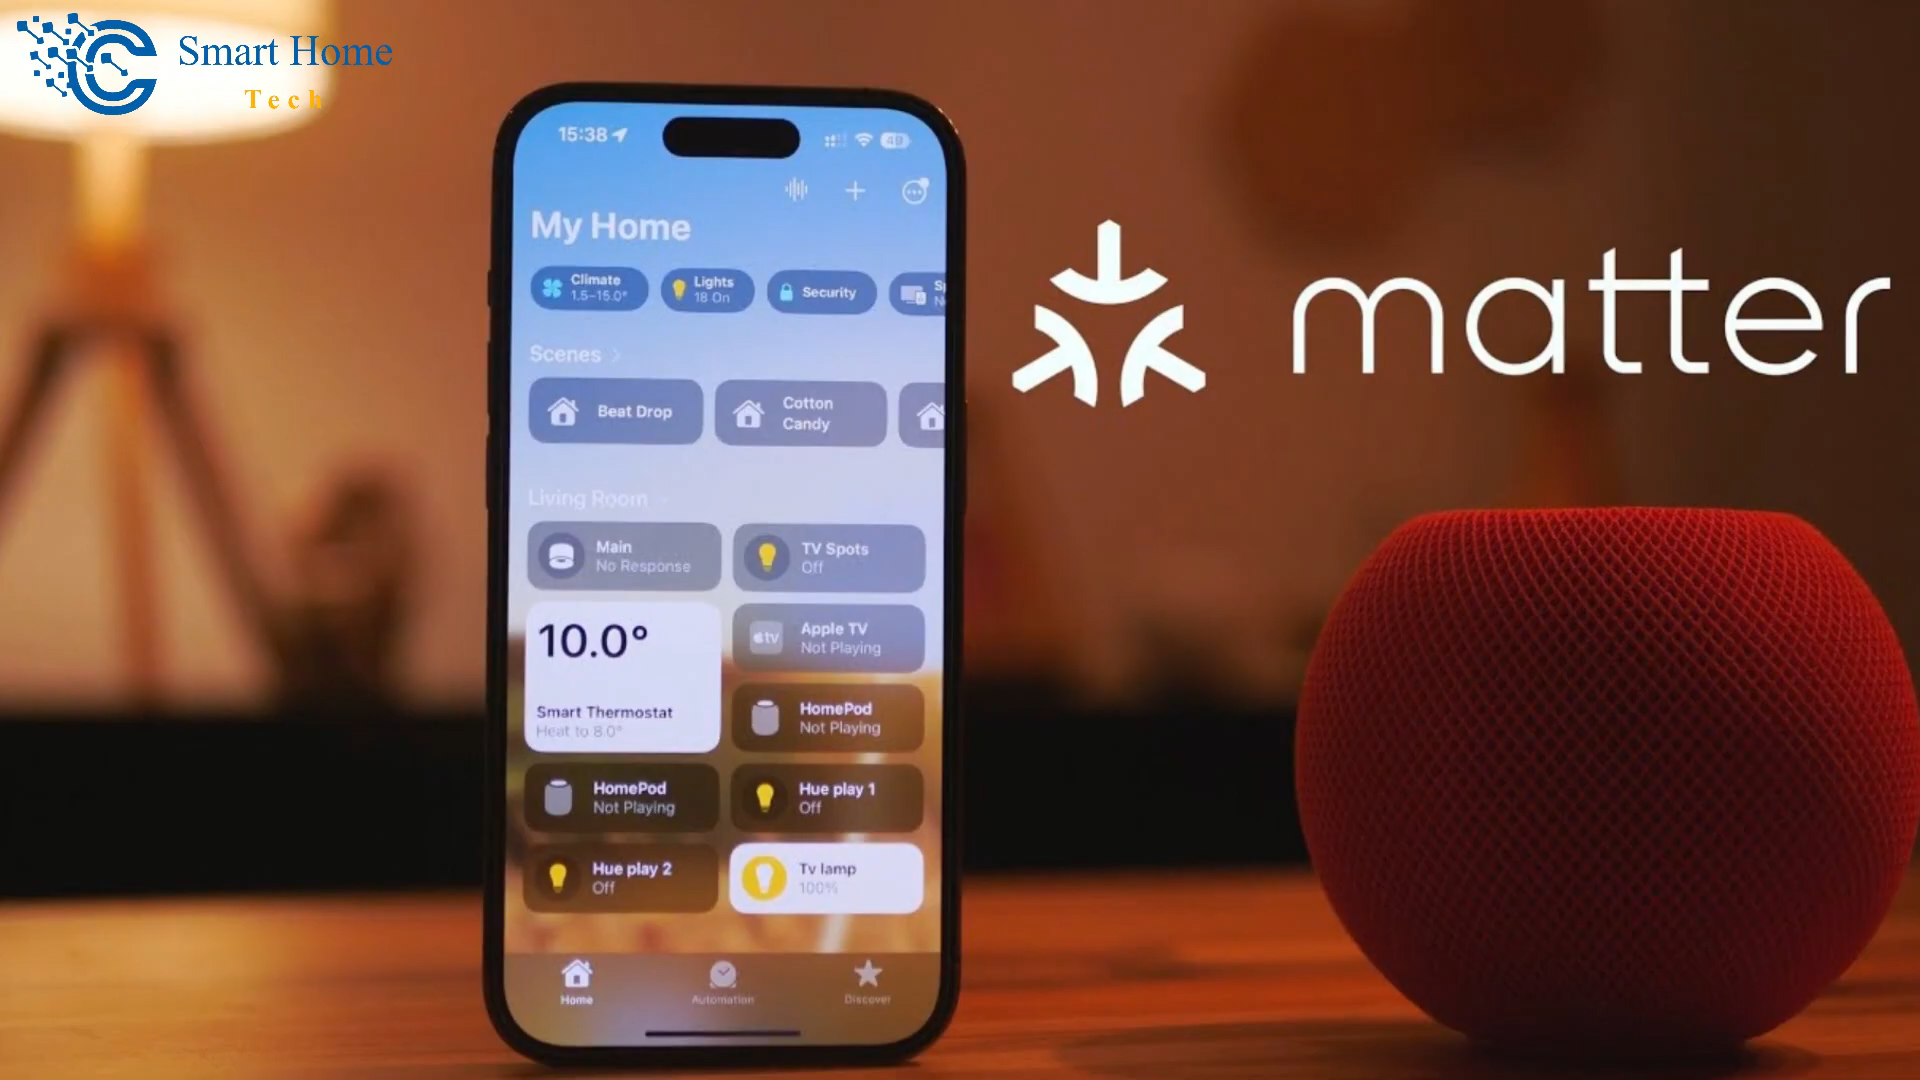 Smart Home
Tech
15:38
49
My Home
Climate
1.5–15.0°
Lights
18 On
Security
Scenes
Beat Drop
Cotton
Candy
Living Room
Main
No Response
TV Spots
Off
10.0°
Smart Thermostat
Heat to 8.0°
tv
Apple TV
Not Playing
HomePod
Not Playing
HomePod
Not Playing
Hue play 1
Off
Hue play 2
Off
Tv lamp
100%
Home
Automation
Discover
matter